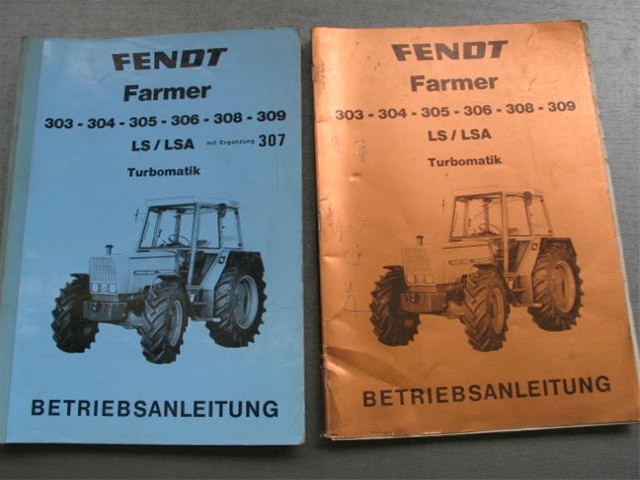 FENDT
Farmer
303 - 304 - 305 - 306 - 308 - 309
LS / LSA mit Ergänzung 307
Turbomatik
BETRIEBSANLEITUNG
FENDT
Farmer
303 - 304 - 305 - 306 - 308 - 309
LS / LSA
Turbomatik
BETRIEBSANLEITUNG